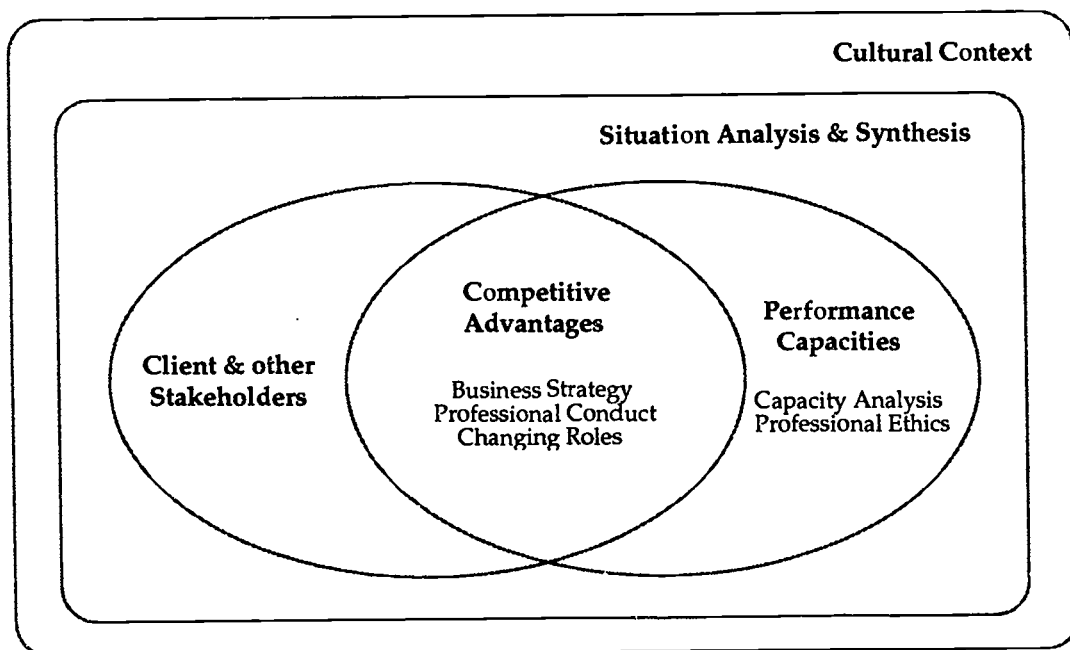 Cultural Context
Situation Analysis & Synthesis
Client & other
Stakeholders
Competitive
Advantages
Business Strategy
Professional Conduct
Changing Roles
Performance
Capacities
Capacity Analysis
Professional Ethics